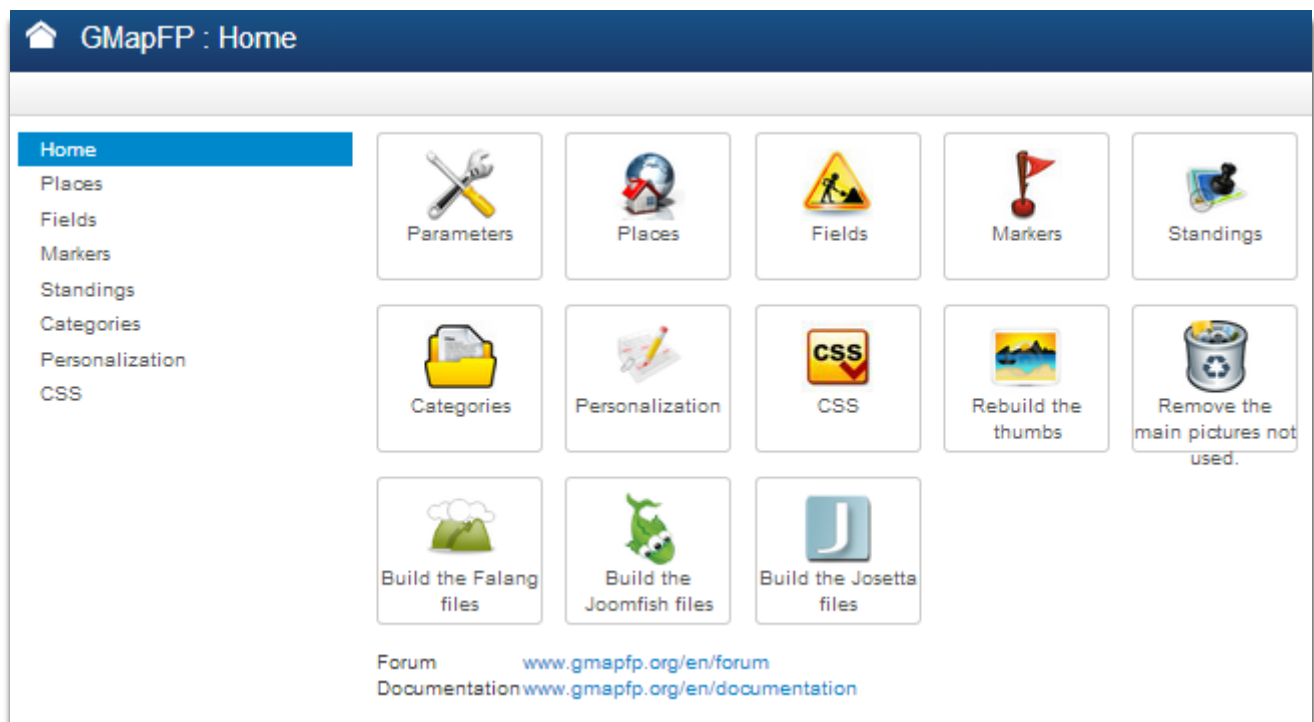 GMapFP : Home
Home
Places
Fields
Markers
Standings
Categories
Personalization
CSS
Parameters
Places
Fields
Markers
Standings
Categories
Personalization
CSS
CSS
Rebuild the
thumbs
Remove the
main pictures not
used.
Build the Falang
files
Build the
Joomfish files
J
Build the Josetta
files
Forum www.gmapfp.org/en/forum
Documentation www.gmapfp.org/en/documentation